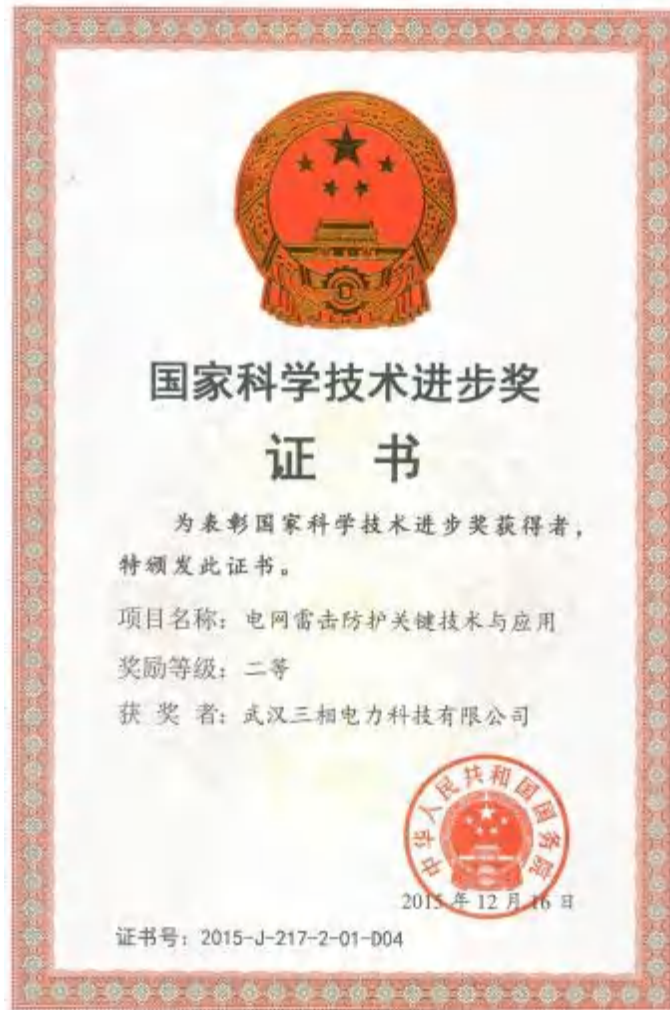 国家科学技术进步奖
证 书
为表彰国家科学技术进步奖获得者，
特颁发此证书。
项目名称：电网雷击防护关键技术与应用
奖励等级：二等
获 奖 者：武汉三相电力科技有限公司
中华人民共和国国务院
2015 年 12 月 16 日
证书号：2015-J-217-2-01-D04